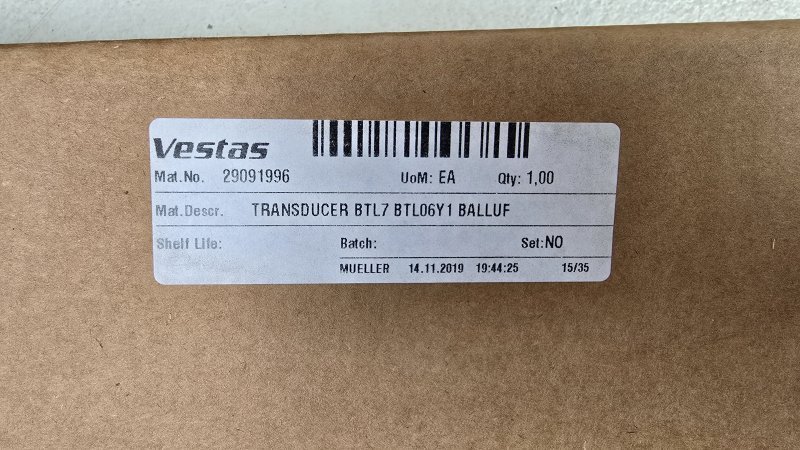 Vestas
Mat.No. 29091996 UoM: EA Qty: 1,00
Mat.Descr. TRANSDUCER BTL7 BTL06Y1 BALLUF
Shelf Life: Batch: Set:NO
MUELLER 14.11.2019 19:44:25 15/35